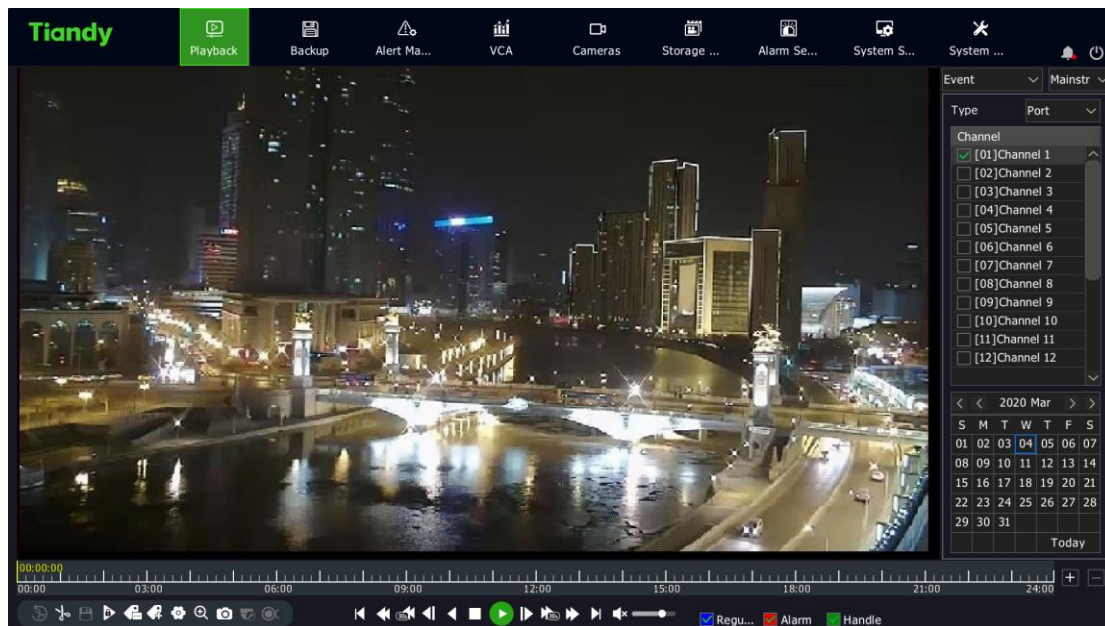 Tiandy
Playback
Backup
Alert Ma...
VCA
Cameras
Storage ...
Alarm Se...
System S...
System ...
Event
Mainstr
Type
Port
Channel
[01]Channel 1
[02]Channel 2
[03]Channel 3
[04]Channel 4
[05]Channel 5
[06]Channel 6
[07]Channel 7
[08]Channel 8
[09]Channel 9
[10]Channel 10
[11]Channel 11
[12]Channel 12
2020 Mar
S M T W T F S
01 02 03 04 05 06 07
08 09 10 11 12 13 14
15 16 17 18 19 20 21
22 23 24 25 26 27 28
29 30 31
Today
00:00:00
00:00 03:00 06:00 09:00 12:00 15:00 18:00 21:00 24:00
30s 30s
Regu... Alarm Handle